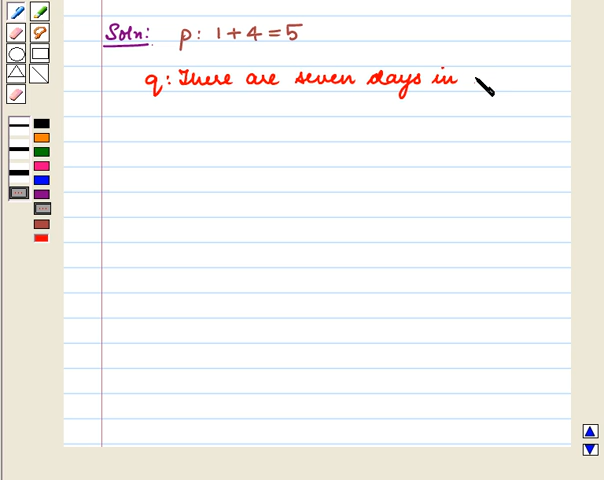 Soln: p: 1 + 4 = 5
q: There are seven days in